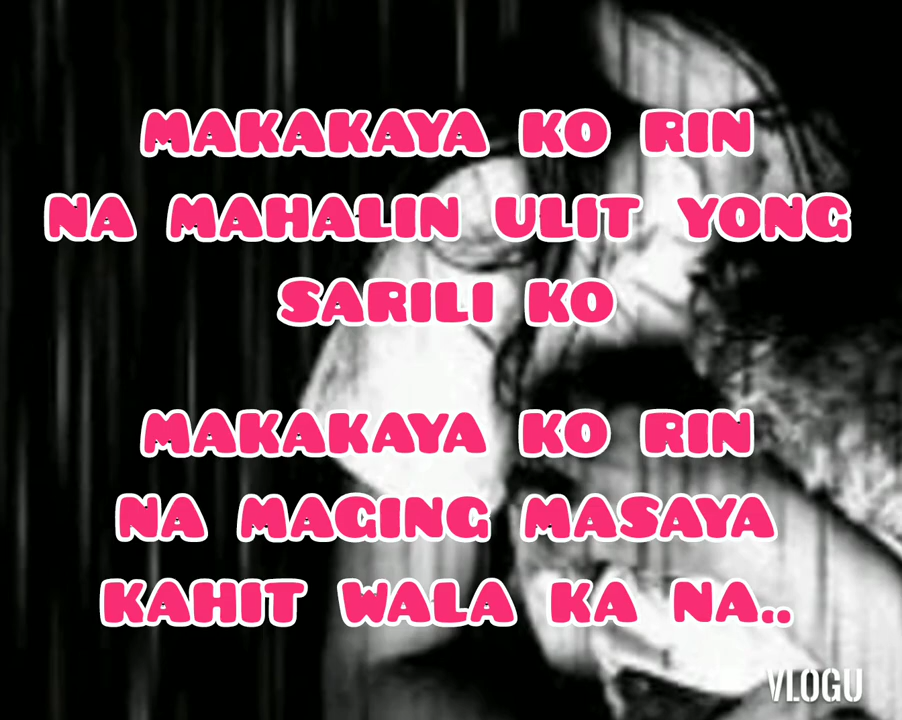 MAKAKAYA KO RIN
NA MAHALIN ULIT YONG
SARILI KO
MAKAKAYA KO RIN
NA MAGING MASAYA
KAHIT WALA KA NA..
VLOGU